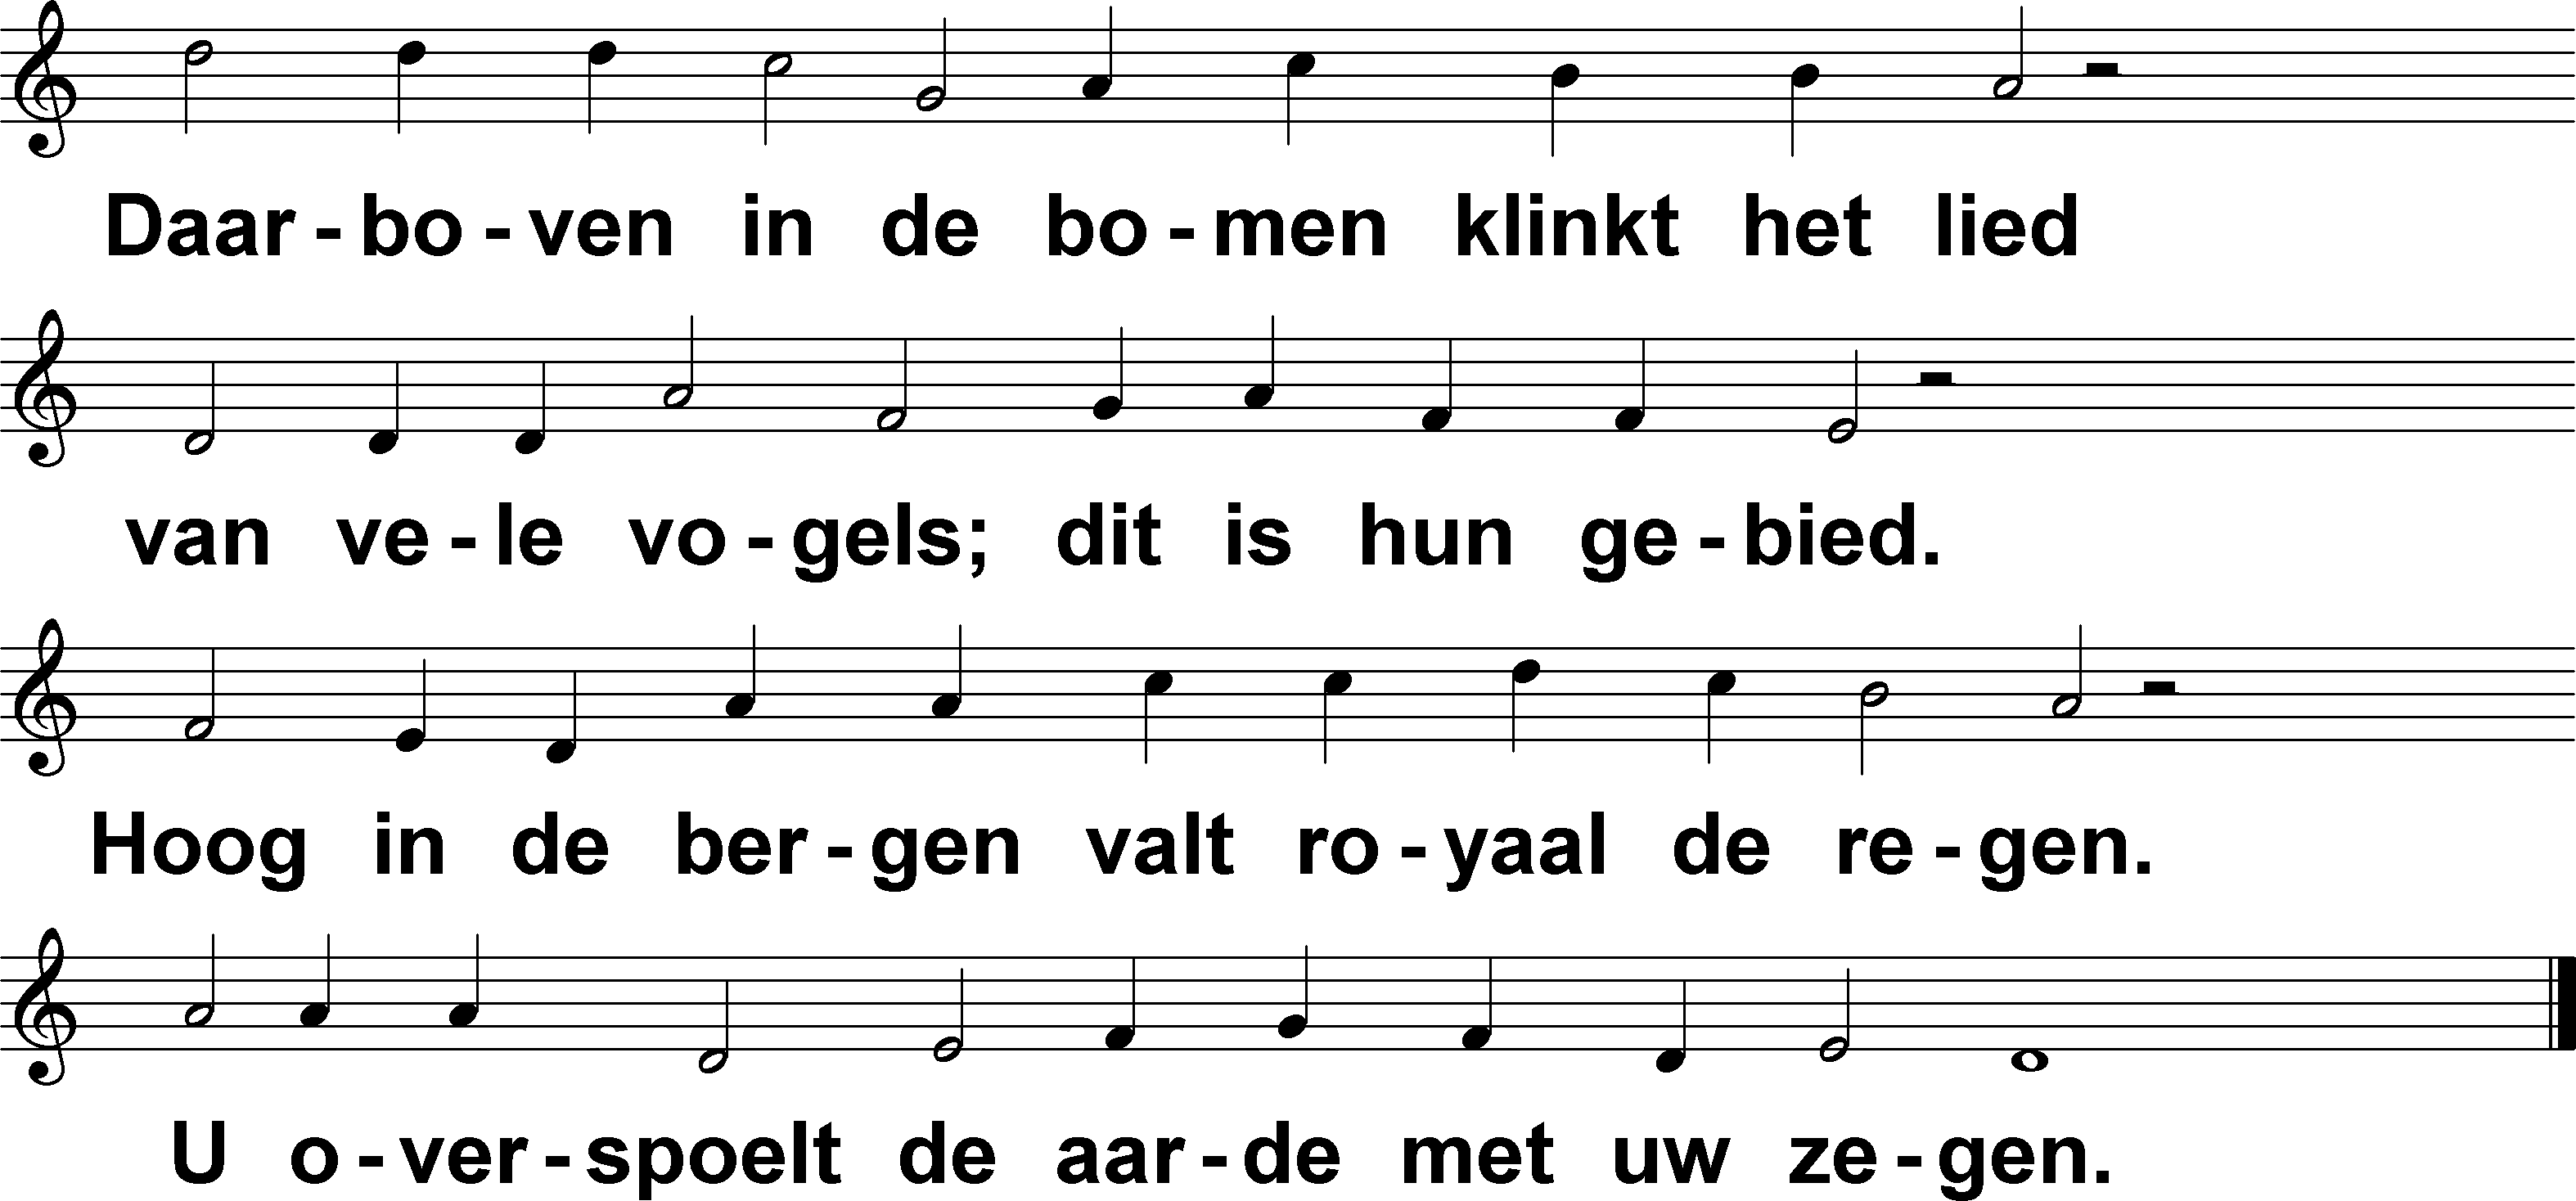 Daar - bo - ven in de bo - men klinkt het lied
van ve - le vo - gels; dit is hun ge - bied.
Hoog in de ber - gen valt ro - yaal de re - gen.
U o - ver - spoelt de aar - de met uw ze - gen.